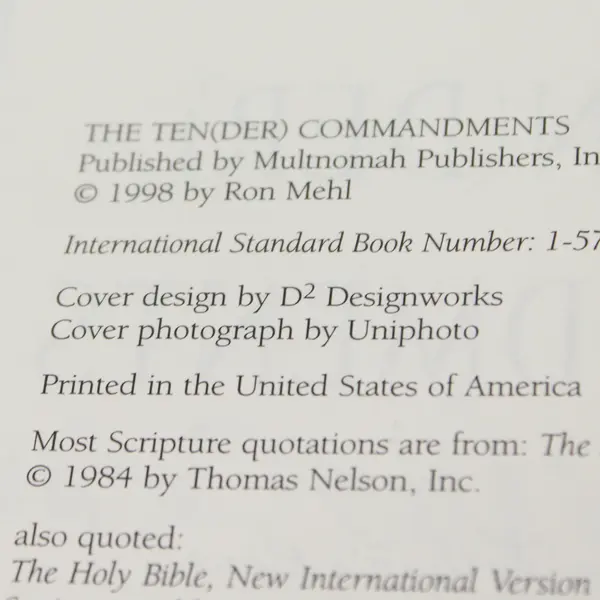 THE TEN(DER) COMMANDMENTS
Published by Multnomah Publishers, In
© 1998 by Ron Mehl
International Standard Book Number: 1-57
Cover design by D² Designworks
Cover photograph by Uniphoto
Printed in the United States of America
Most Scripture quotations are from: The
© 1984 by Thomas Nelson, Inc.
also quoted:
The Holy Bible, New International Version